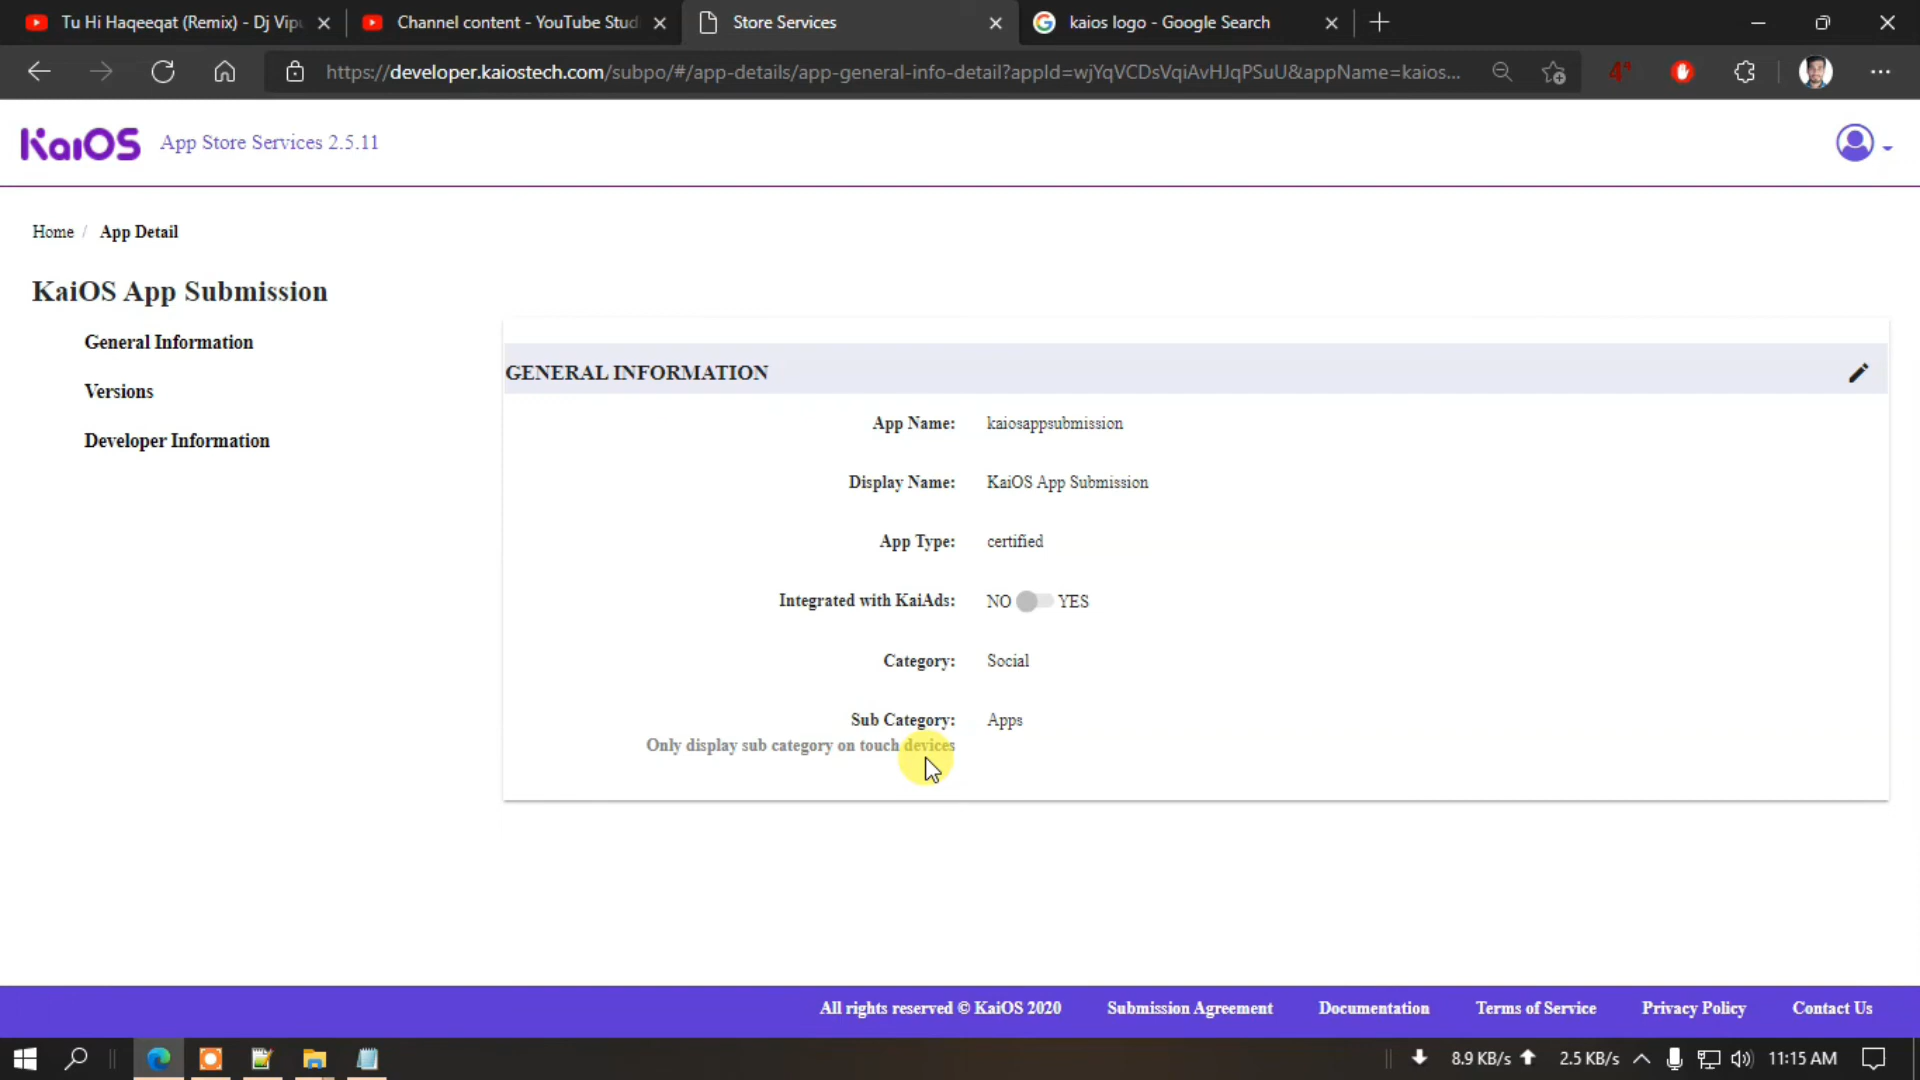 Tu Hi Haqeeqat (Remix) - Dj Vipu
Channel content - YouTube Stud
Store Services
kaios logo - Google Search
https://developer.kaiostech.com/subpo/#/app-details/app-general-info-detail?appId=wjYqVCDsVqiAvHJqPSuU&appName=kaios...
KaiOS App Store Services 2.5.11
Home / App Detail
KaiOS App Submission
General Information
Versions
Developer Information
GENERAL INFORMATION
App Name: kaiosappsubmission
Display Name: KaiOS App Submission
App Type: certified
Integrated with KaiAds: NO YES
Category: Social
Sub Category: Apps
Only display sub category on touch devices
All rights reserved © KaiOS 2020 Submission Agreement Documentation Terms of Service Privacy Policy Contact Us
8.9 KB/s 2.5 KB/s 11:15 AM